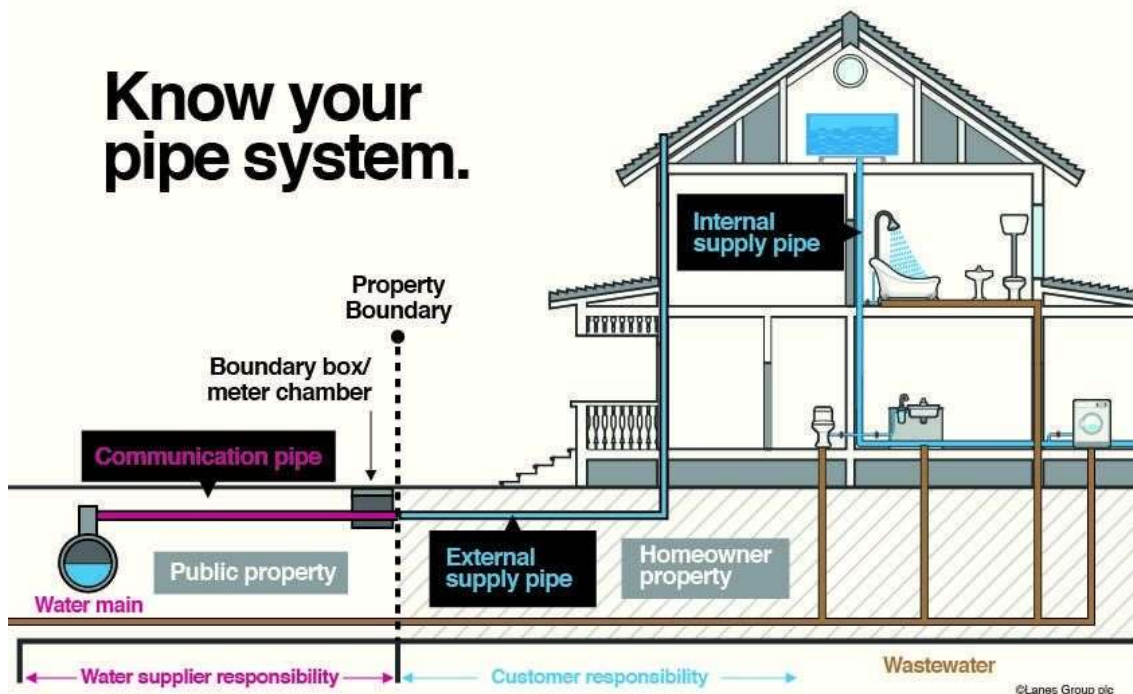 Know your
pipe system.
Internal
supply pipe
Property
Boundary
Boundary box/
meter chamber
Communication pipe
Public property
Water main
External
supply pipe
Homeowner
property
Water supplier responsibility
Customer responsibility
Wastewater
©Lanes Group plc